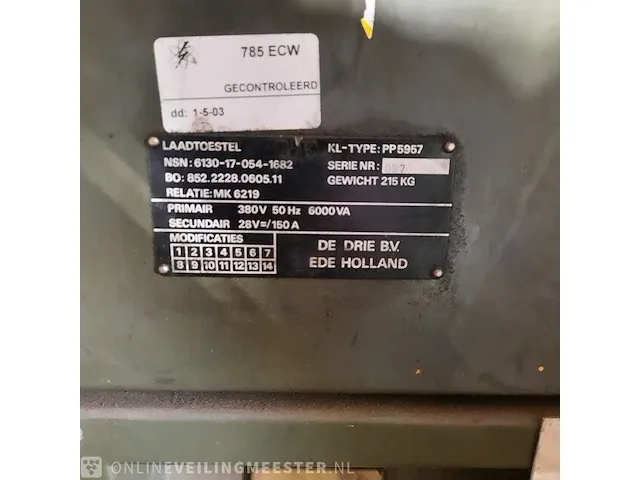 785 ECW
GECONTROLEERD
dd: 1-5-03
LAADTOESTEL KL-TYPE: PP5957
NSN: 6130-17-054-1682 SERIE NR:
BO: 852.2228.0605.11 GEWICHT 215 KG
RELATIE: MK 6219
PRIMAIR 380V 50 Hz 6000VA
SECUNDAIR 28V=/150 A
MODIFICATIES DE DRIE B.V.
1 2 3 4 5 6 7
8 9 10 11 12 13 14 EDE HOLLAND
ONLINEVEILINGMEESTER.NL